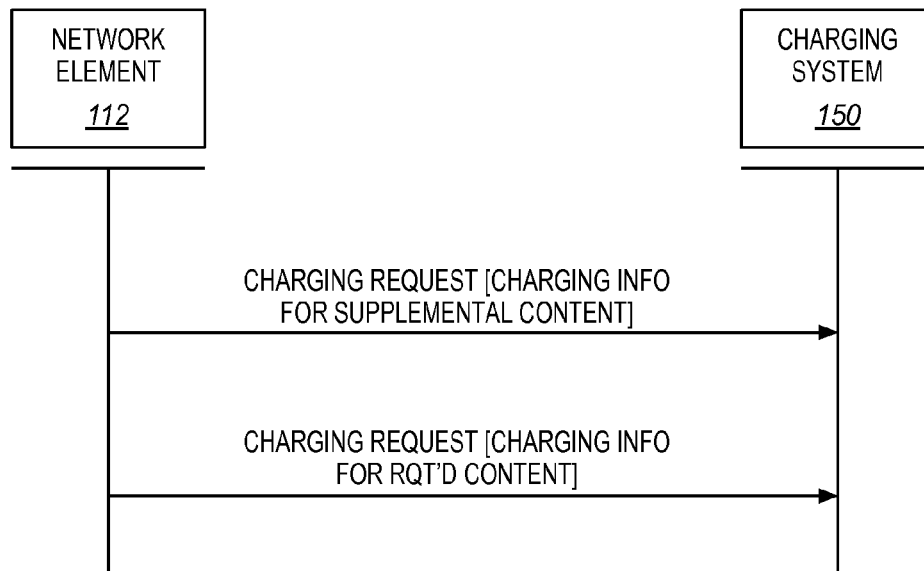 NETWORK
ELEMENT
112
CHARGING
SYSTEM
150
CHARGING REQUEST [CHARGING INFO
FOR SUPPLEMENTAL CONTENT]
CHARGING REQUEST [CHARGING INFO
FOR RQT'D CONTENT]